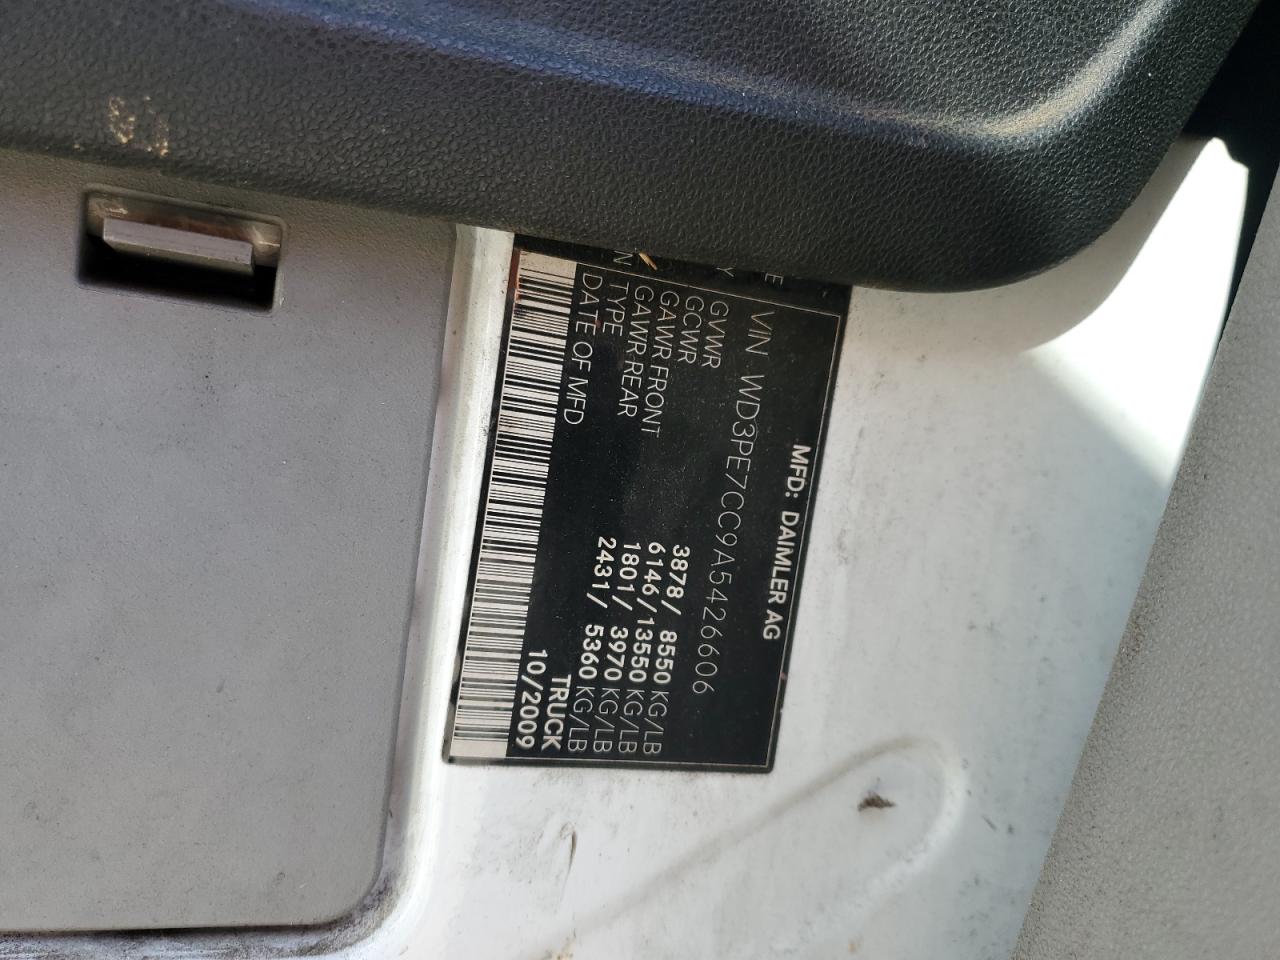 MFD: DAIMLER AG
VIN WD3PE7CC9A5426606
GVWR 3878/ 8550 KG/LB
GCWR 6146/13550 KG/LB
GAWR FRONT 1801/ 3970 KG/LB
GAWR REAR 2431/ 5360 KG/LB
TYPE TRUCK
DATE OF MFD 10/2009